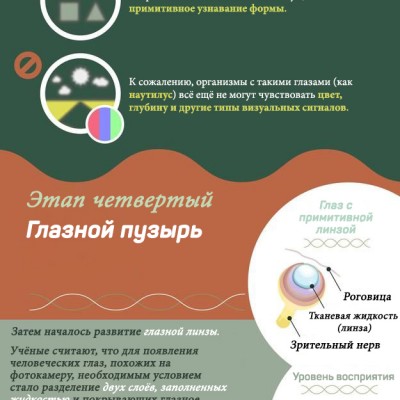 примитивное узнавание формы.
К сожалению, организмы с такими глазами (как
наутилус) всё ещё не могут чувствовать цвет,
глубину и другие типы визуальных сигналов.
Этап четвертый
Глазной пузырь
Глаз с
примитивной
линзой
Роговица
Тканевая жидкость
(линза)
Зрительный нерв
Затем началось развитие глазной линзы.
Учёные считают, что для появления
человеческих глаз, похожих на
фотокамеру, необходимым условием
стало разделение двух слоёв, заполненных
жидкостью и покрывающих глазное
Уровень восприятия